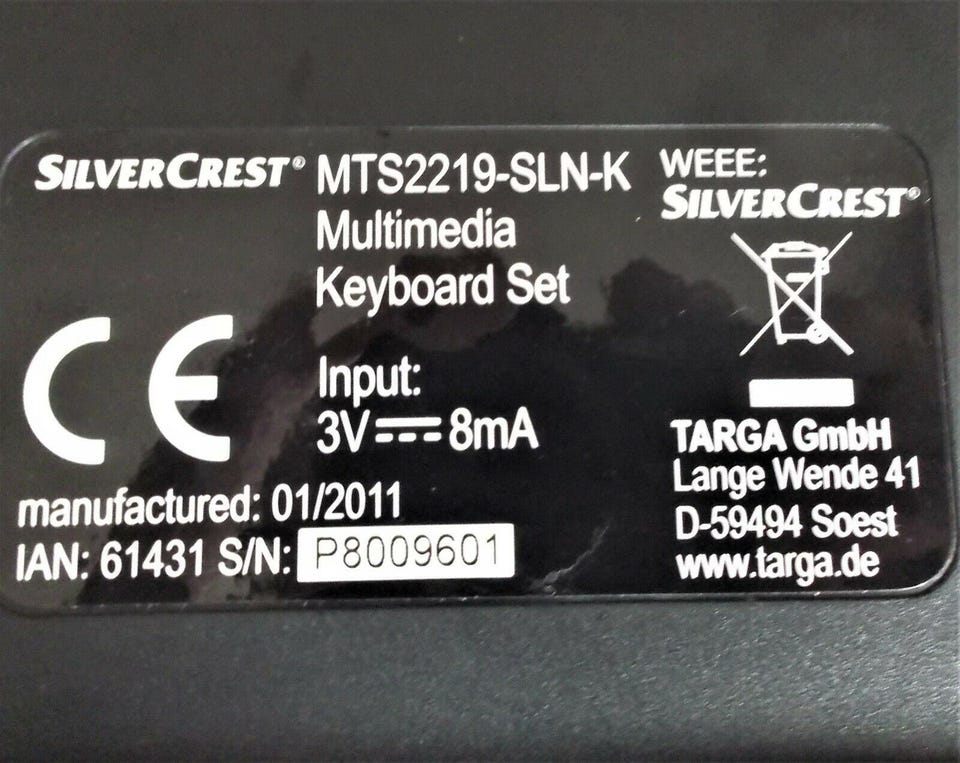 SILVERCREST® MTS2219-SLN-K
Multimedia
Keyboard Set
Input:
3V 8mA
CE
manufactured: 01/2011
IAN: 61431 S/N: P8009601
WEEE:
SILVERCREST®
TARGA GmbH
Lange Wende 41
D-59494 Soest
www.targa.de